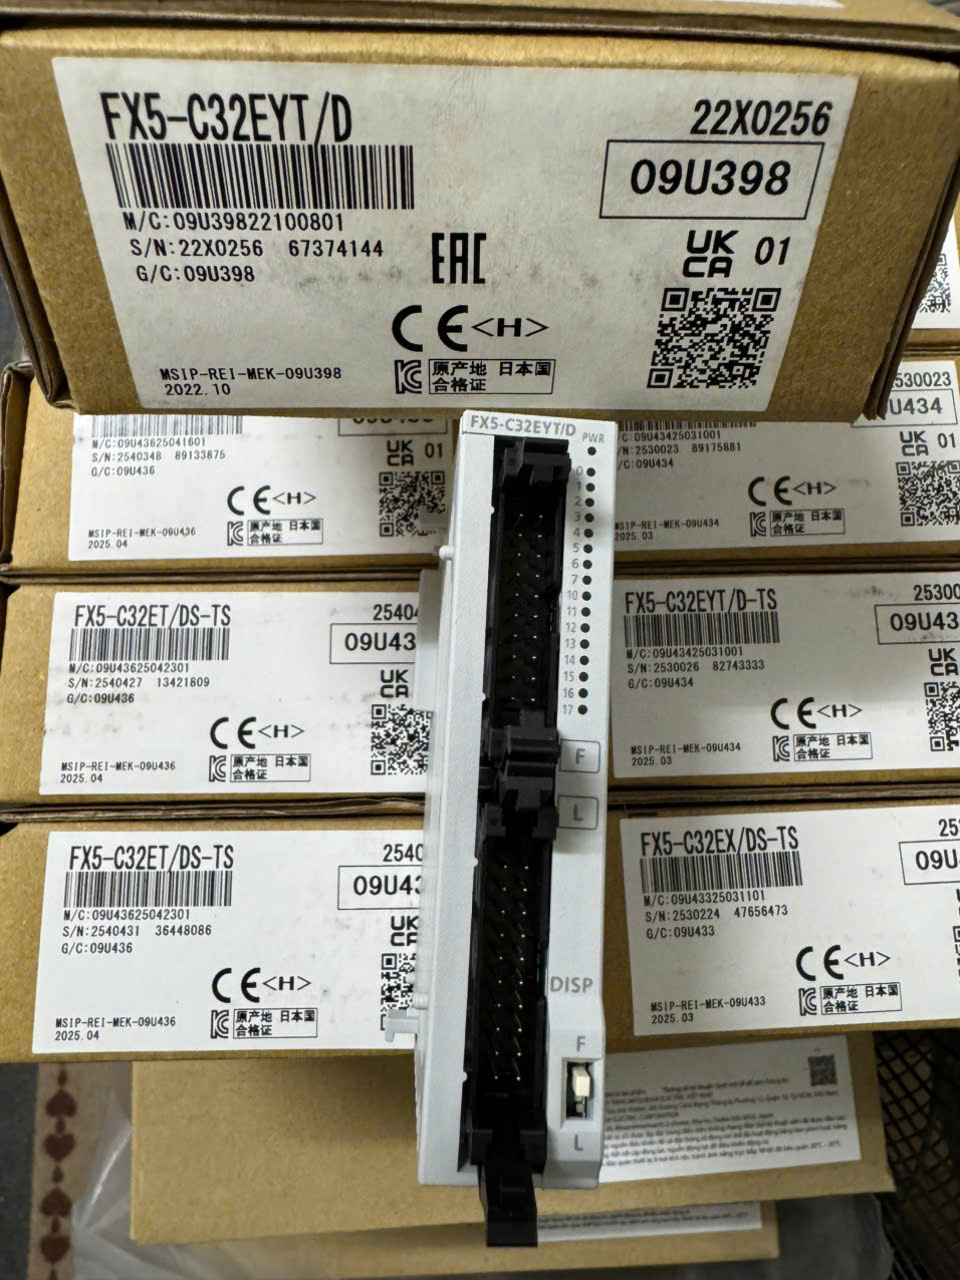 FX5-C32EYT/D
22X0256
09U398
M/C:09U39822100801
S/N:22X0256 67374144
G/C:09U398
EAC
UK
CA 01
CE <H>
MSIP-REI-MEK-09U398
2022.10
原产地 日本国
合格证
M/C:09U43625041601
S/N:2540348 89133875
G/C:09U436
UK
CA 01
CE <H>
MSIP-REI-MEK-09U436
2025.04
原产地 日本国
合格证
2530023
U434
M/C:09U43425031001
S/N:2530023 89175881
G/C:09U434
UK
CA 01
CE <H>
MSIP-REI-MEK-09U434
2025.03
原产地 日本国
合格证
FX5-C32EYT/D
PWR
0
1
2
3
4
5
6
7
10
11
12
13
14
15
16
17
F
L
DISP
F
L
FX5-C32ET/DS-TS
2540
09U43
M/C:09U43625042301
S/N:2540427 13421809
G/C:09U436
UK
CA
CE <H>
MSIP-REI-MEK-09U436
2025.04
原产地 日本国
合格证
FX5-C32EYT/D-TS
25300
09U43
M/C:09U43425031001
S/N:2530026 82743333
G/C:09U434
UK
CA
CE <H>
MSIP-REI-MEK-09U434
2025.03
原产地 日本国
合格证
FX5-C32ET/DS-TS
2540
09U43
M/C:09U43625042301
S/N:2540431 36448086
G/C:09U436
UK
CA
CE <H>
MSIP-REI-MEK-09U436
2025.04
原产地 日本国
合格证
FX5-C32EX/DS-TS
253
09U
M/C:09U43325031101
S/N:2530224 47656473
G/C:09U433
CE <H>
MSIP-REI-MEK-09U433
2025.03
原产地 日本国
合格证